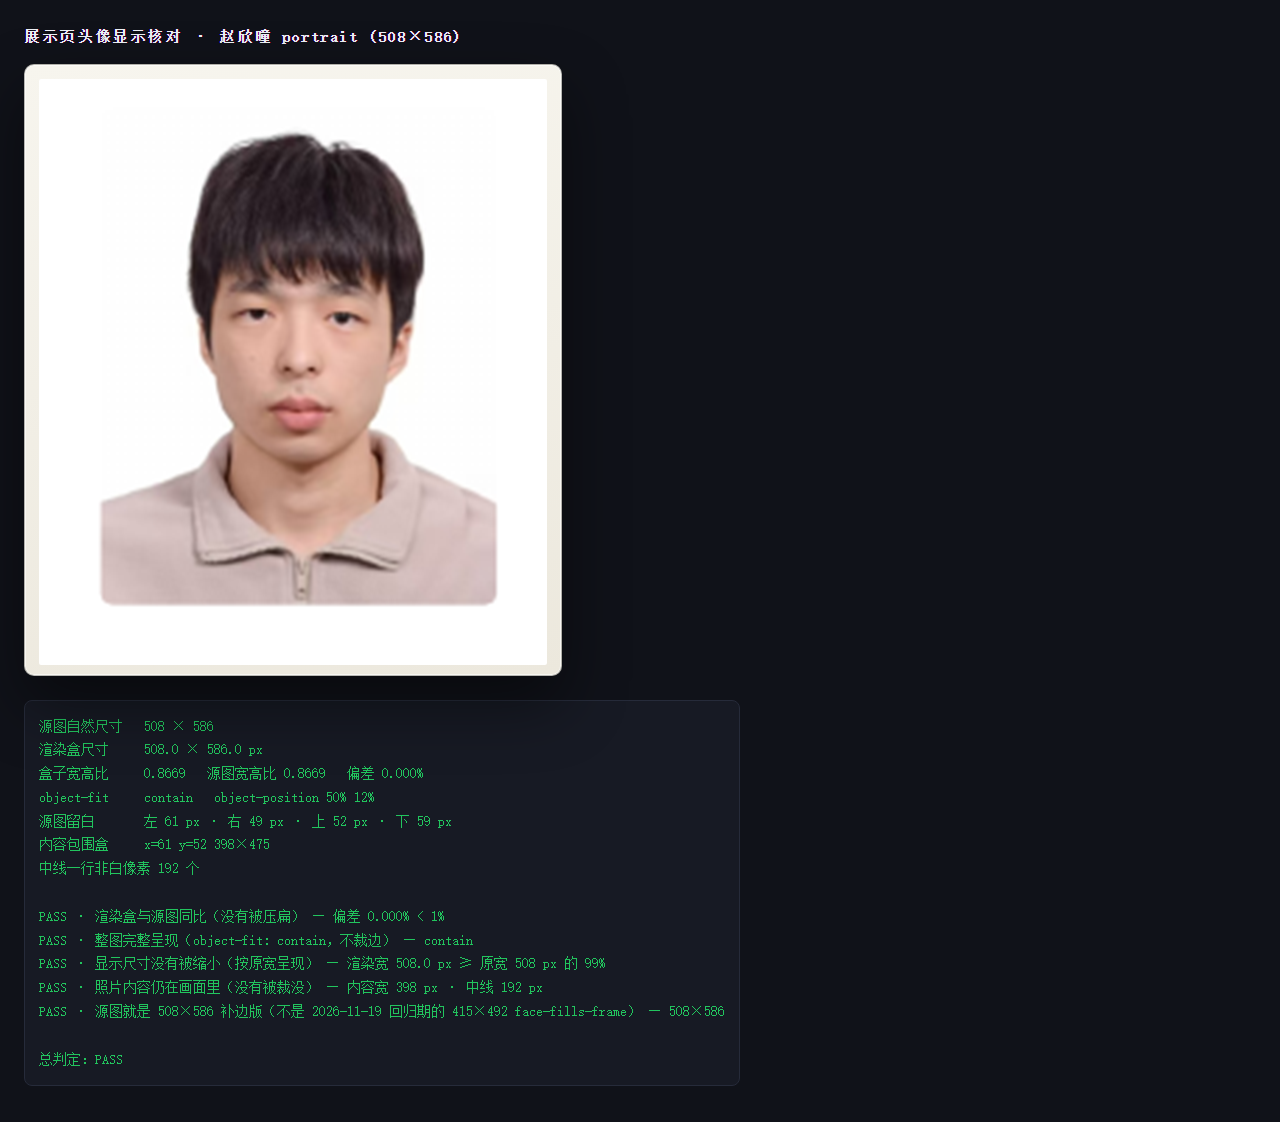 展示页头像显示核对 · 赵欣曈 portrait (508×586)
源图自然尺寸 508 × 586
渲染盒尺寸 508.0 × 586.0 px
盒子宽高比 0.8669 源图宽高比 0.8669 偏差 0.000%
object-fit contain object-position 50% 12%
源图留白 左 61 px · 右 49 px · 上 52 px · 下 59 px
内容包围盒 x=61 y=52 398×475
中线一行非白像素 192 个
PASS · 渲染盒与源图同比（没有被压扁） — 偏差 0.000% < 1%
PASS · 整图完整呈现（object-fit: contain，不裁边） — contain
PASS · 显示尺寸没有被缩小（按原宽呈现） — 渲染宽 508.0 px ≥ 原宽 508 px 的 99%
PASS · 照片内容仍在画面里（没有被裁没） — 内容宽 398 px · 中线 192 px
PASS · 源图就是 508×586 补边版（不是 2026-11-19 回归期的 415×492 face-fills-frame） — 508×586
总判定: PASS